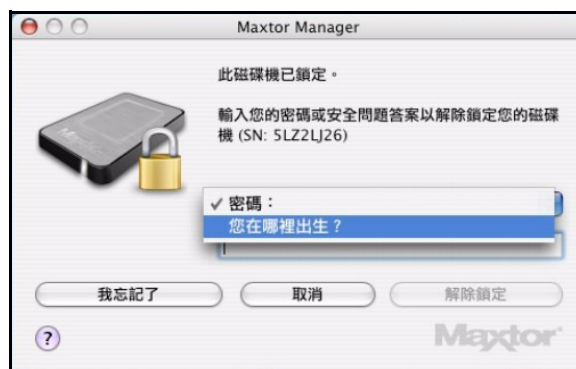 Maxtor Manager
此磁碟機已鎖定。
輸入您的密碼或安全問題答案以解除鎖定您的磁碟
機 (SN: 5LZ2LJ26)
✓ 密碼：
您在哪裡出生？
我忘記了
取消
解除鎖定
?
Maxtor